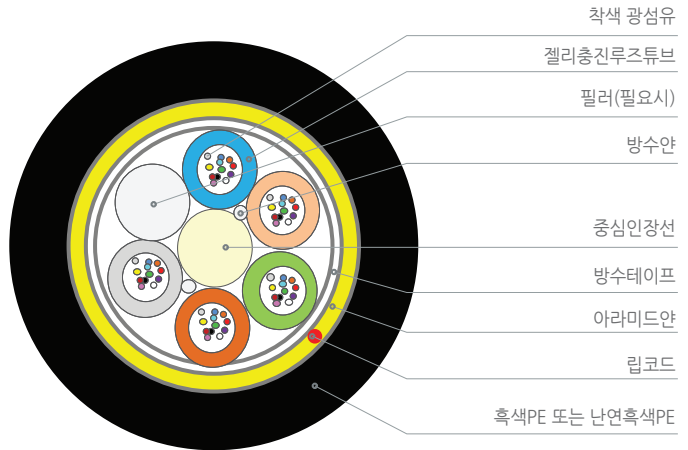 착색 광섬유
젤리충진루즈튜브
필러(필요시)
방수얀
중심인장선
방수테이프
아라미드얀
립코드
흑색PE 또는 난연흑색PE